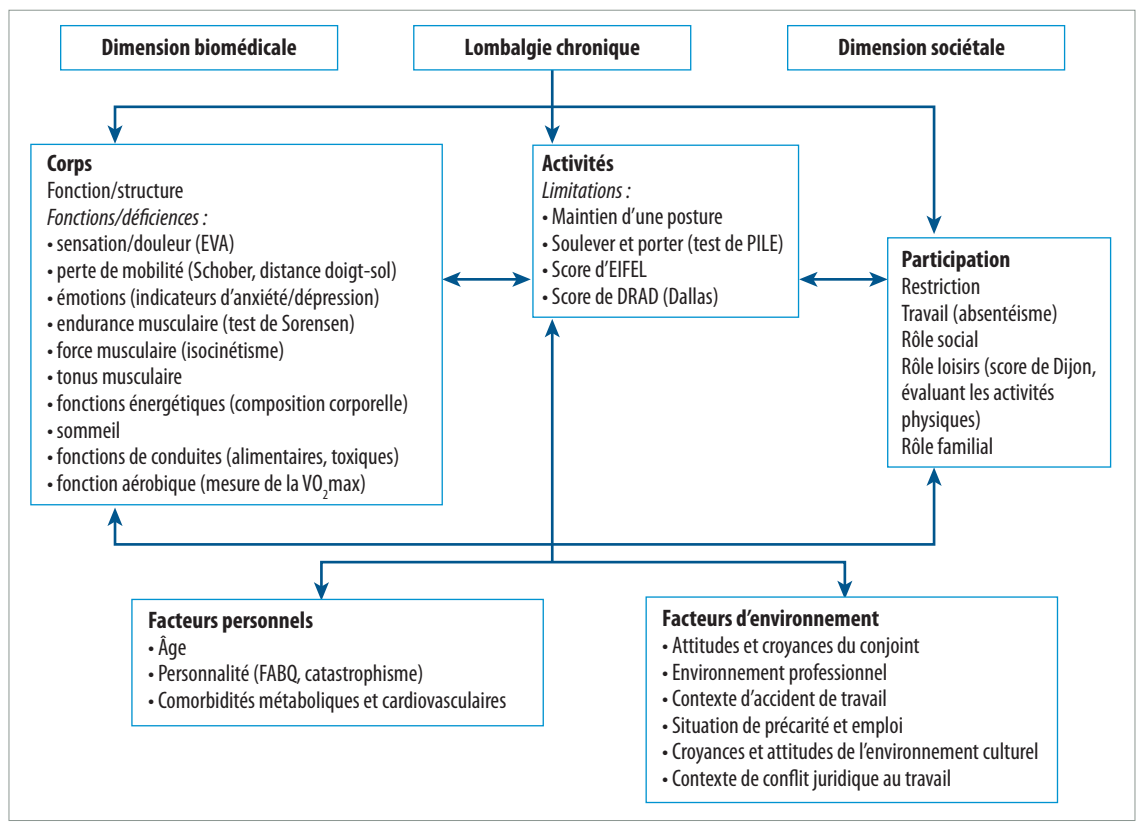 Dimension biomédicale
Lombalgie chronique
Dimension sociétale
Corps
Fonction/structure
Fonctions/déficiences :
• sensation/douleur (EVA)
• perte de mobilité (Schober, distance doigt-sol)
• émotions (indicateurs d’anxiété/dépression)
• endurance musculaire (test de Sorensen)
• force musculaire (isocinétisme)
• tonus musculaire
• fonctions énergétiques (composition corporelle)
• sommeil
• fonctions de conduites (alimentaires, toxiques)
• fonction aérobique (mesure de la VO₂max)
Activités
Limitations :
• Maintien d’une posture
• Soulever et porter (test de PILE)
• Score d’EIFEL
• Score de DRAD (Dallas)
Participation
Restriction
Travail (absentéisme)
Rôle social
Rôle loisirs (score de Dijon,
évaluant les activités
physiques)
Rôle familial
Facteurs personnels
• Âge
• Personnalité (FABQ, catastrophisme)
• Comorbidités métaboliques et cardiovasculaires
Facteurs d’environnement
• Attitudes et croyances du conjoint
• Environnement professionnel
• Contexte d’accident de travail
• Situation de précarité et emploi
• Croyances et attitudes de l’environnement culturel
• Contexte de conflit juridique au travail